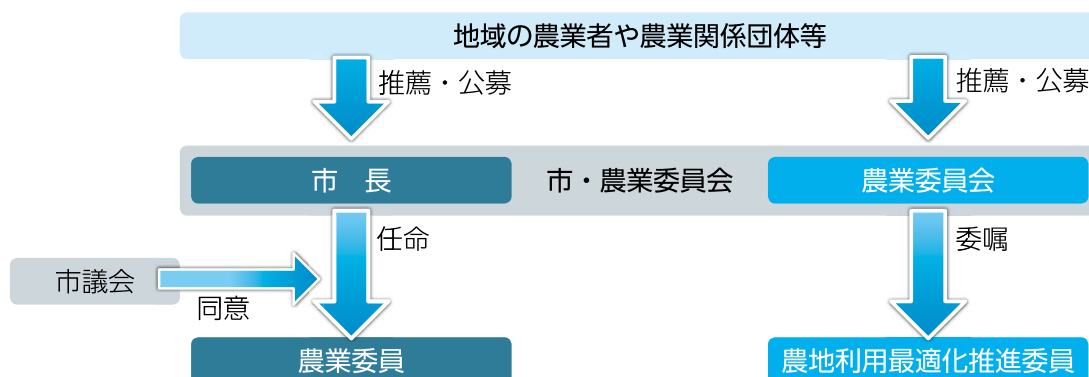 地域の農業者や農業関係団体等
推薦・公募
推薦・公募
市　長
市・農業委員会
農業委員会
任命
委嘱
市議会
同意
農業委員
農地利用最適化推進委員